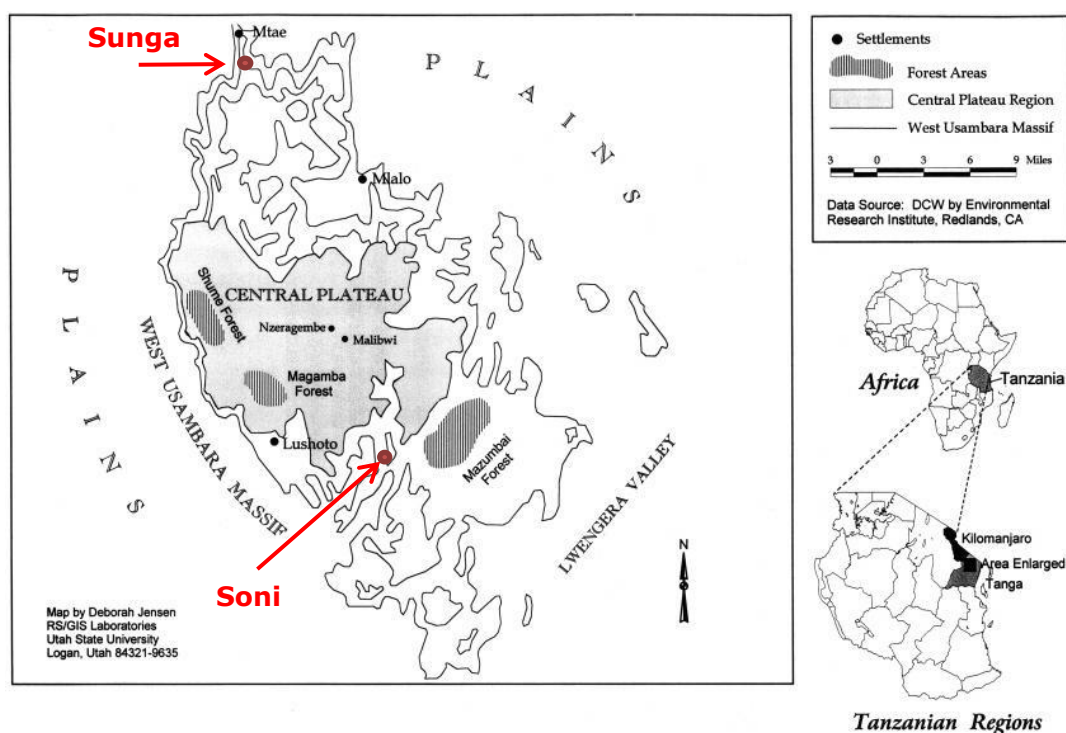 Sunga
Mtae
P L A I N S
Mlalo
P L A I N S
Shume Forest
CENTRAL PLATEAU
Nzeragembe
Malibwi
WEST USAMBARA MASSIF
Magamba
Forest
Lushoto
Mazumbai
Forest
LWENGERA VALLEY
Soni
N
Map by Deborah Jensen
RS/GIS Laboratories
Utah State University
Logan, Utah 84321-9635
Settlements
Forest Areas
Central Plateau Region
West Usambara Massif
3 0 3 6 9 Miles
Data Source: DCW by Environmental
Research Institute, Redlands, CA
Africa
Tanzania
Kilomanjaro
Area Enlarged
Tanga
Tanzanian Regions